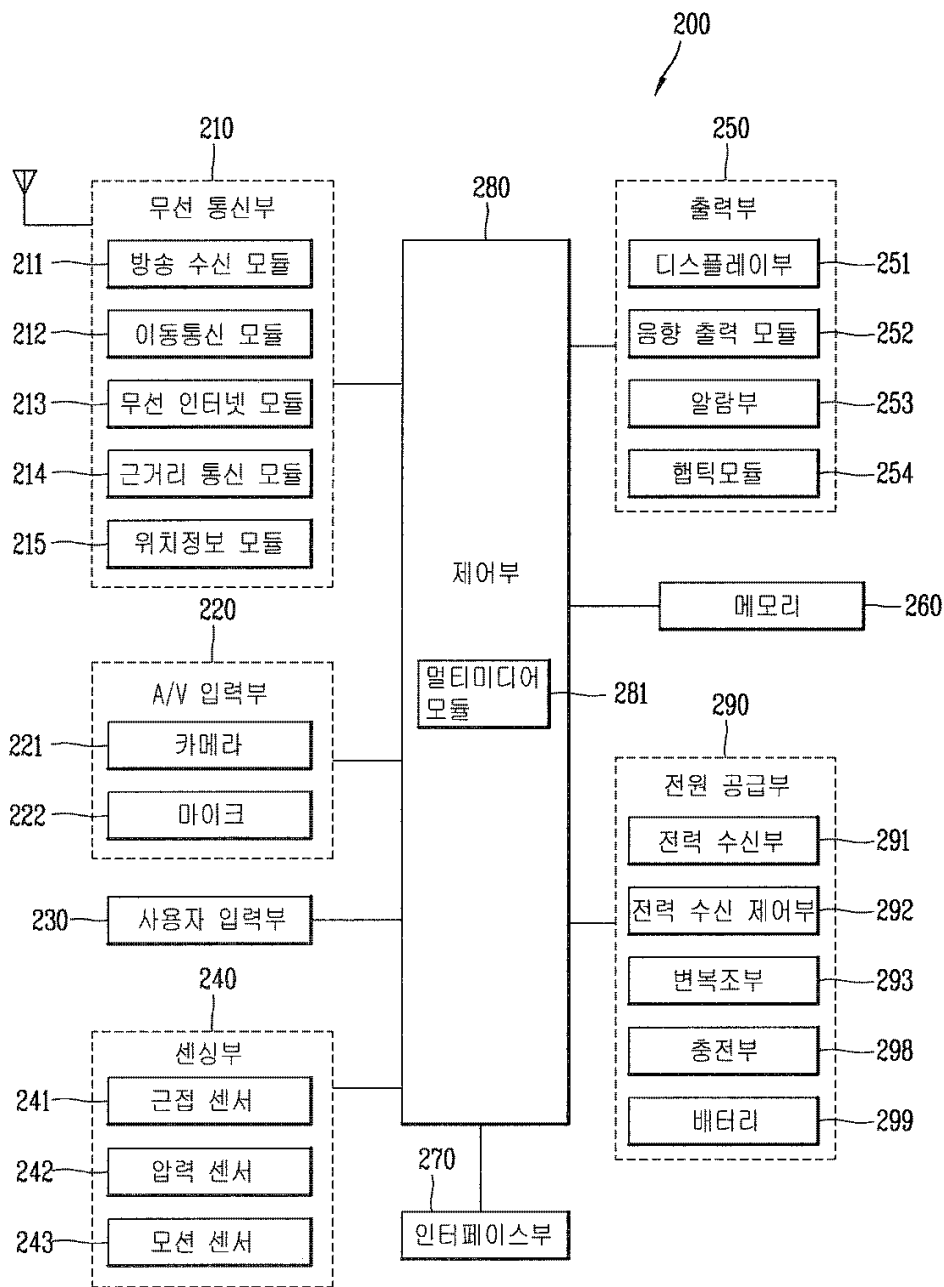 200
210
무선 통신부
211 방송 수신 모듈
212 이동통신 모듈
213 무선 인터넷 모듈
214 근거리 통신 모듈
215 위치정보 모듈
220
A/V 입력부
221 카메라
222 마이크
230 사용자 입력부
240
센싱부
241 근접 센서
242 압력 센서
243 모션 센서
280
제어부
멀티미디어
모듈 281
270
인터페이스부
250
출력부
디스플레이부 251
음향 출력 모듈 252
알람부 253
햅틱모듈 254
메모리 260
290
전원 공급부
전력 수신부 291
전력 수신 제어부 292
변복조부 293
충전부 298
배터리 299